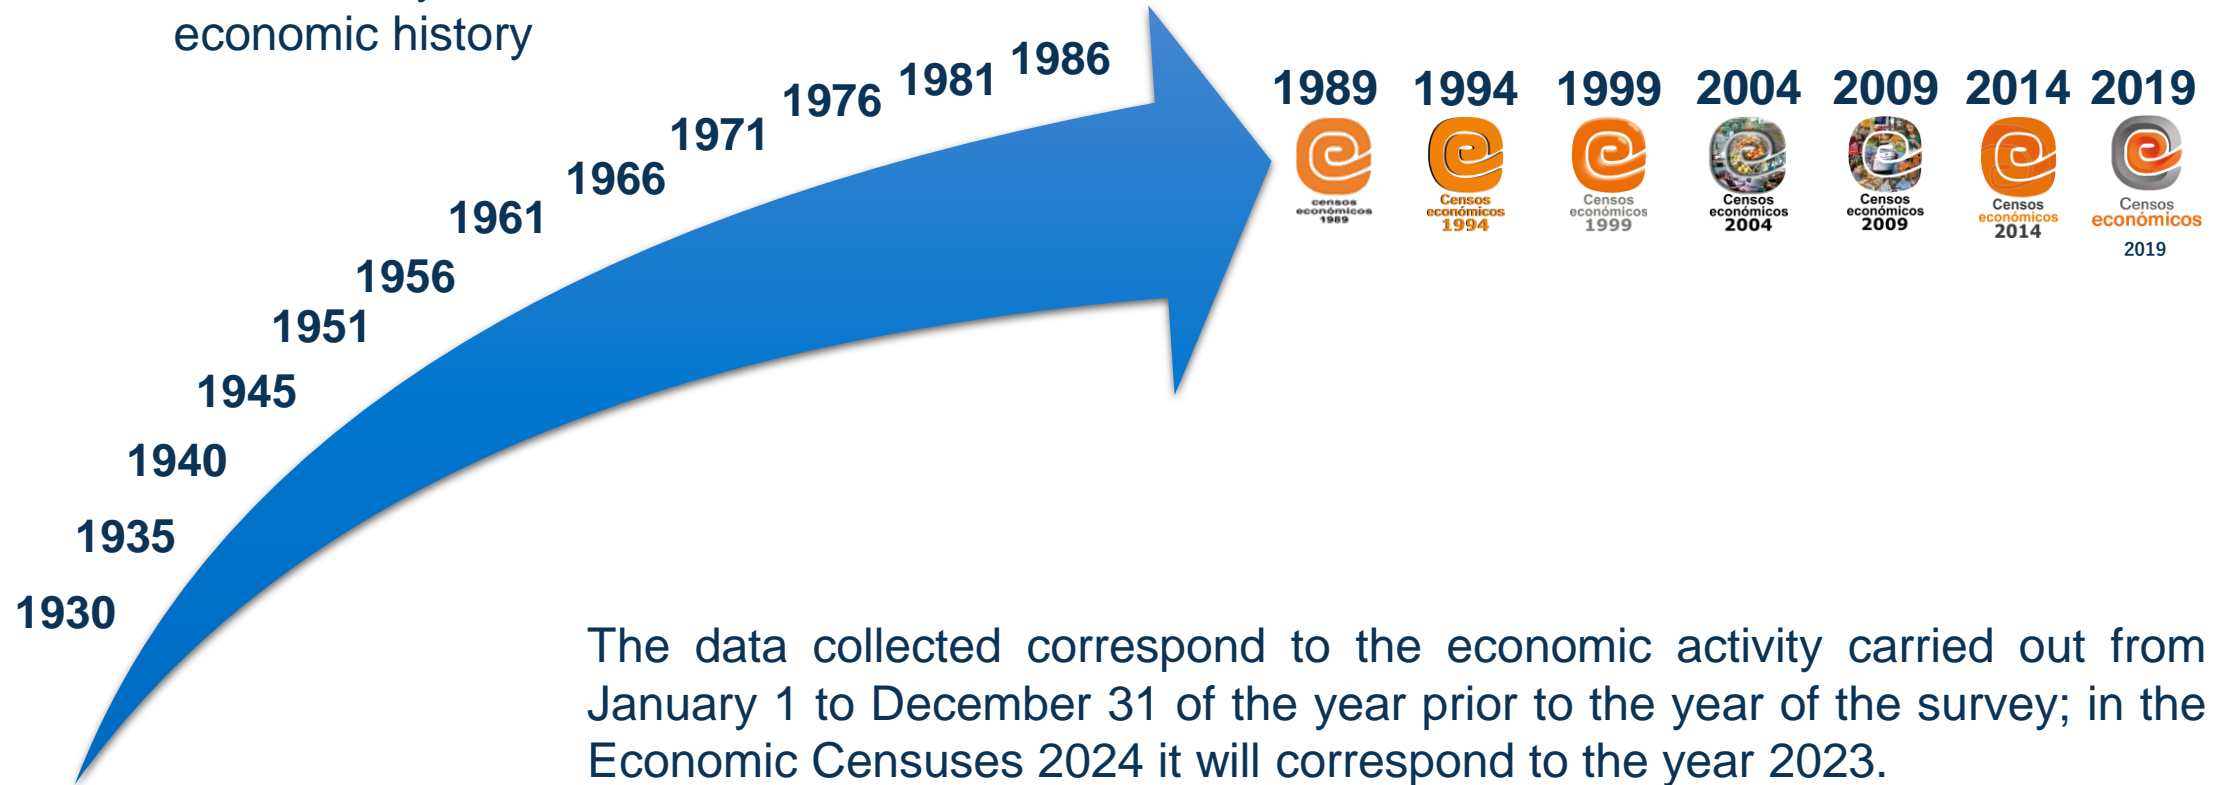 economic history
1930
1935
1940
1945
1951
1956
1961
1966
1971
1976
1981
1986
1989
1994
1999
2004
2009
2014
2019
censos
económicos
1989
Censos
económicos
1994
Censos
económicos
1999
Censos
económicos
2004
Censos
económicos
2009
Censos
económicos
2014
Censos
económicos
2019
The data collected correspond to the economic activity carried out from
January 1 to December 31 of the year prior to the year of the survey; in the
Economic Censuses 2024 it will correspond to the year 2023.